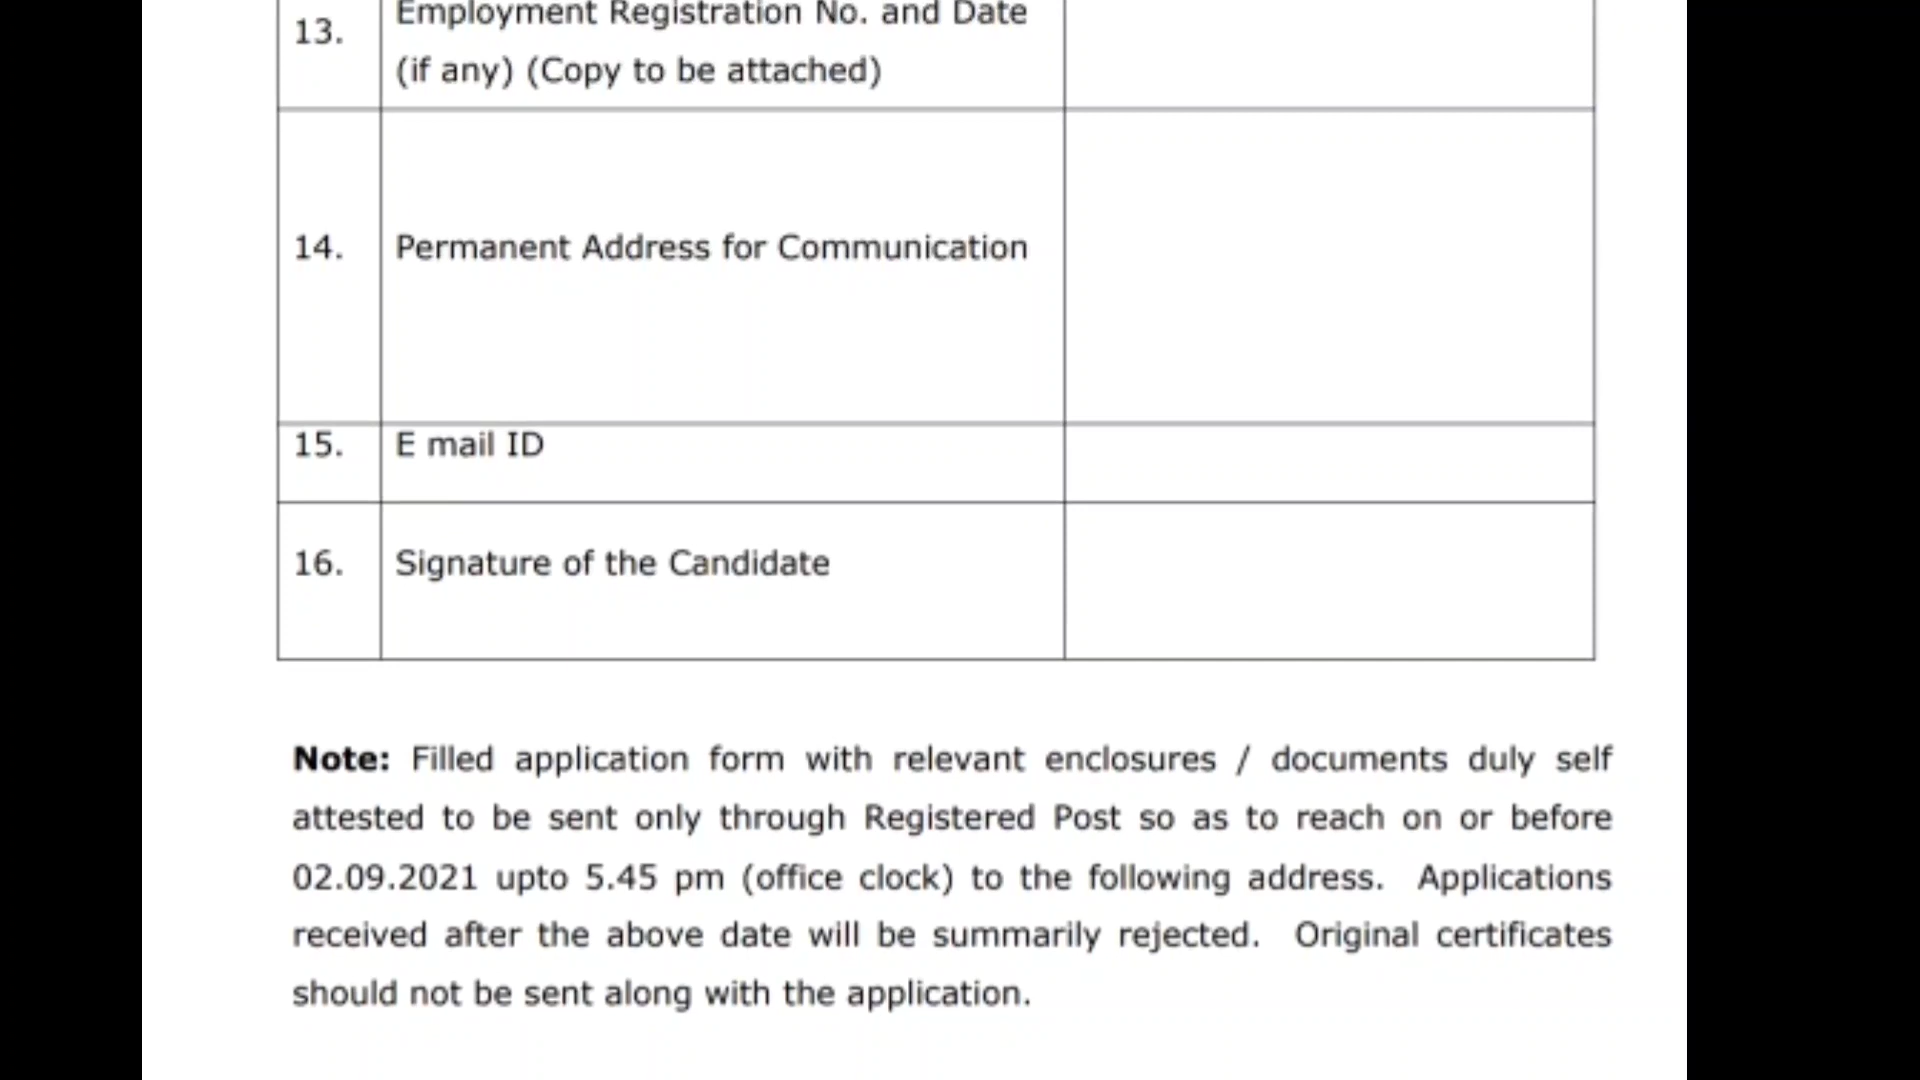 13.
Employment Registration No. and Date
(if any) (Copy to be attached)
14.
Permanent Address for Communication
15.
E mail ID
16.
Signature of the Candidate
Note: Filled application form with relevant enclosures / documents duly self
attested to be sent only through Registered Post so as to reach on or before
02.09.2021 upto 5.45 pm (office clock) to the following address. Applications
received after the above date will be summarily rejected. Original certificates
should not be sent along with the application.